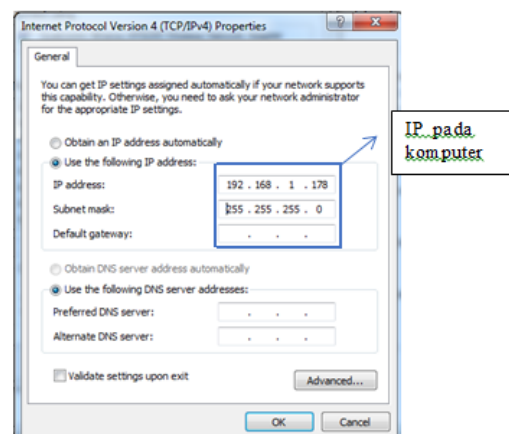 Internet Protocol Version 4 (TCP/IPv4) Properties
General
You can get IP settings assigned automatically if your network supports
this capability. Otherwise, you need to ask your network administrator
for the appropriate IP settings.
Obtain an IP address automatically
Use the following IP address:
IP address: 192 . 168 . 1 . 178
Subnet mask: 255 . 255 . 255 . 0
Default gateway: . . .
Obtain DNS server address automatically
Use the following DNS server addresses:
Preferred DNS server: . . .
Alternate DNS server: . . .
Validate settings upon exit
Advanced...
OK Cancel
IP pada
komputer